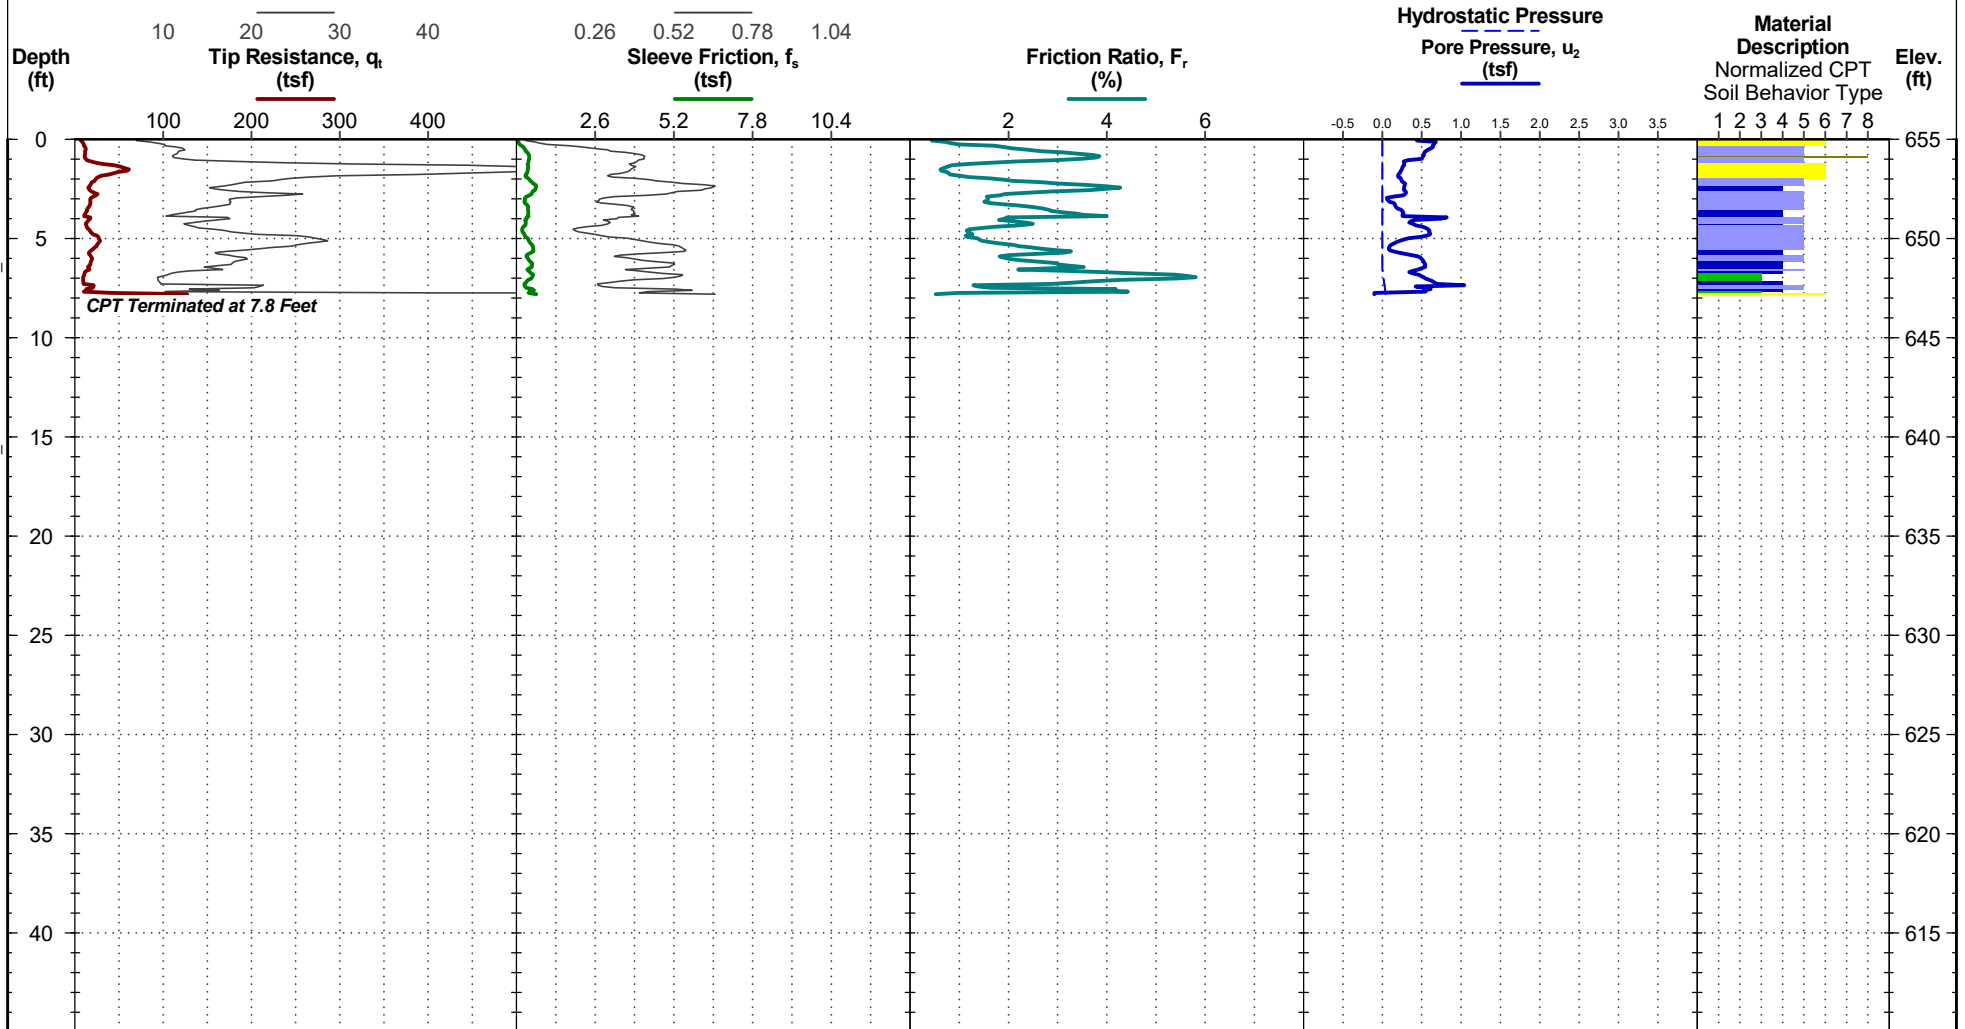 10 20 30 40
0.26 0.52 0.78 1.04
Hydrostatic Pressure
Depth
(ft)
Tip Resistance, qt
(tsf)
Sleeve Friction, fs
(tsf)
Friction Ratio, Fr
(%)
Pore Pressure, u2
(tsf)
Material
Description
Normalized CPT
Soil Behavior Type
Elev.
(ft)
100 200 300 400
2.6 5.2 7.8 10.4
2 4 6
-0.5 0.0 0.5 1.0 1.5 2.0 2.5 3.0 3.5
1 2 3 4 5 6 7 8
0 655
5 650
CPT Terminated at 7.8 Feet
10 645
15 640
20 635
25 630
30 625
35 620
40 615